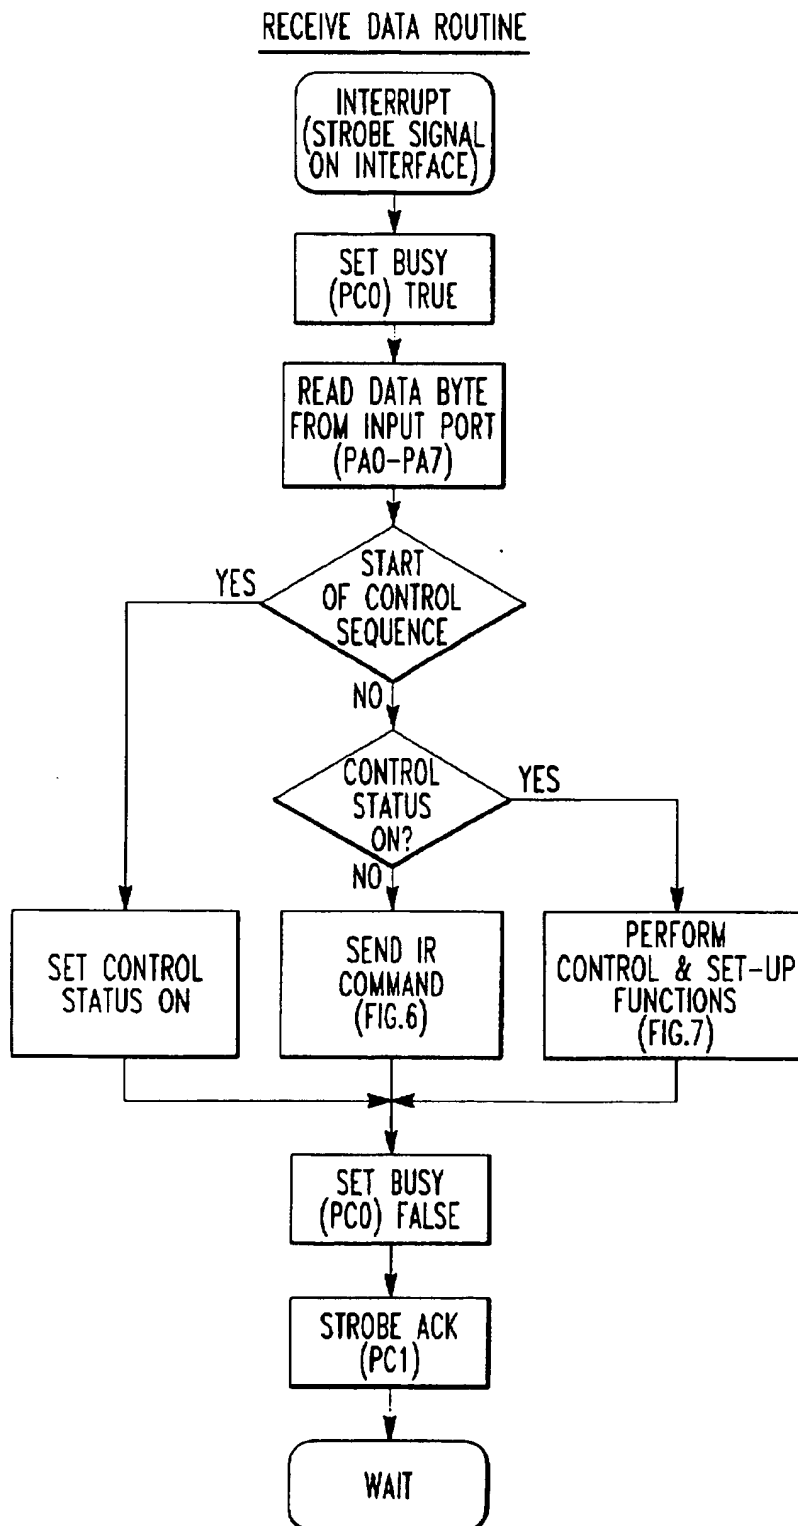 RECEIVE DATA ROUTINE
INTERRUPT
(STROBE SIGNAL
ON INTERFACE)
SET BUSY
(PC0) TRUE
READ DATA BYTE
FROM INPUT PORT
(PA0-PA7)
START
OF CONTROL
SEQUENCE
YES
NO
CONTROL
STATUS
ON?
YES
NO
SET CONTROL
STATUS ON
SEND IR
COMMAND
(FIG.6)
PERFORM
CONTROL & SET-UP
FUNCTIONS
(FIG.7)
SET BUSY
(PC0) FALSE
STROBE ACK
(PC1)
WAIT